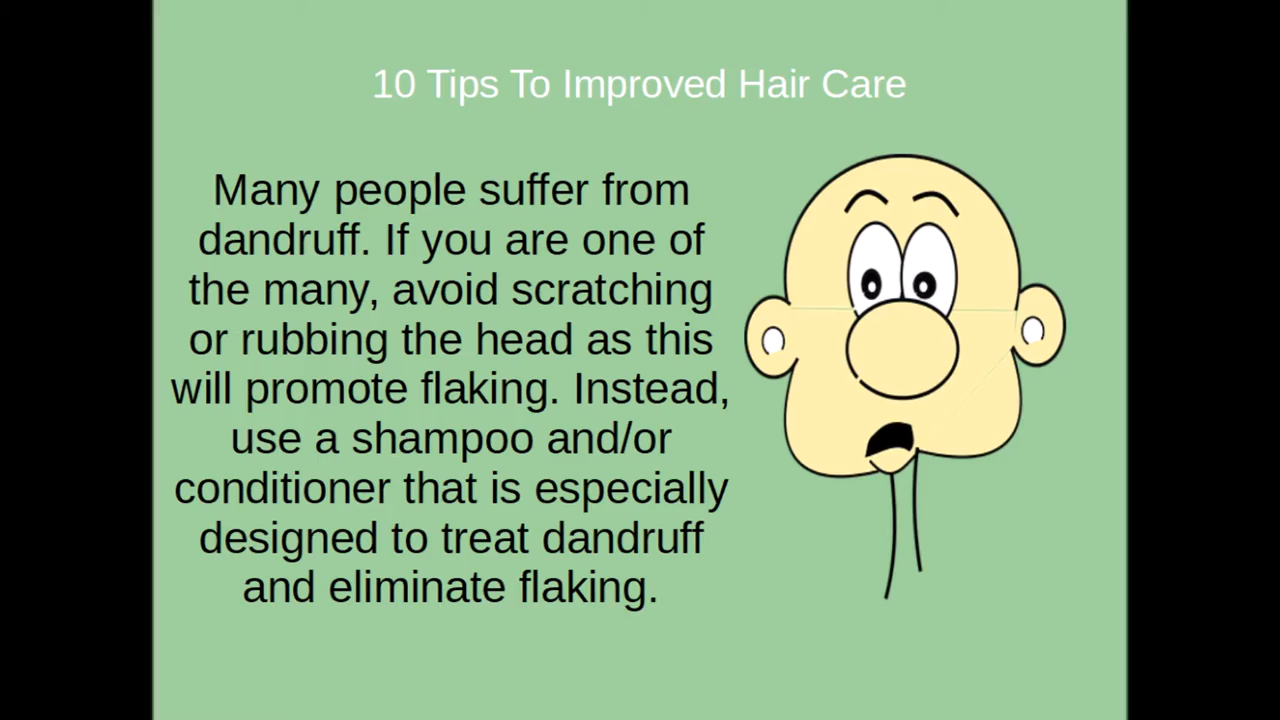 10 Tips To Improved Hair Care
Many people suffer from
dandruff. If you are one of
the many, avoid scratching
or rubbing the head as this
will promote flaking. Instead,
use a shampoo and/or
conditioner that is especially
designed to treat dandruff
and eliminate flaking.